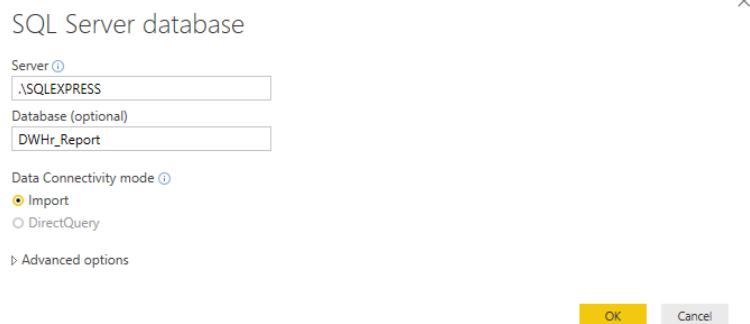 SQL Server database
Server
.\SQLEXPRESS
Database (optional)
DWHr_Report
Data Connectivity mode
Import
DirectQuery
Advanced options
OK Cancel